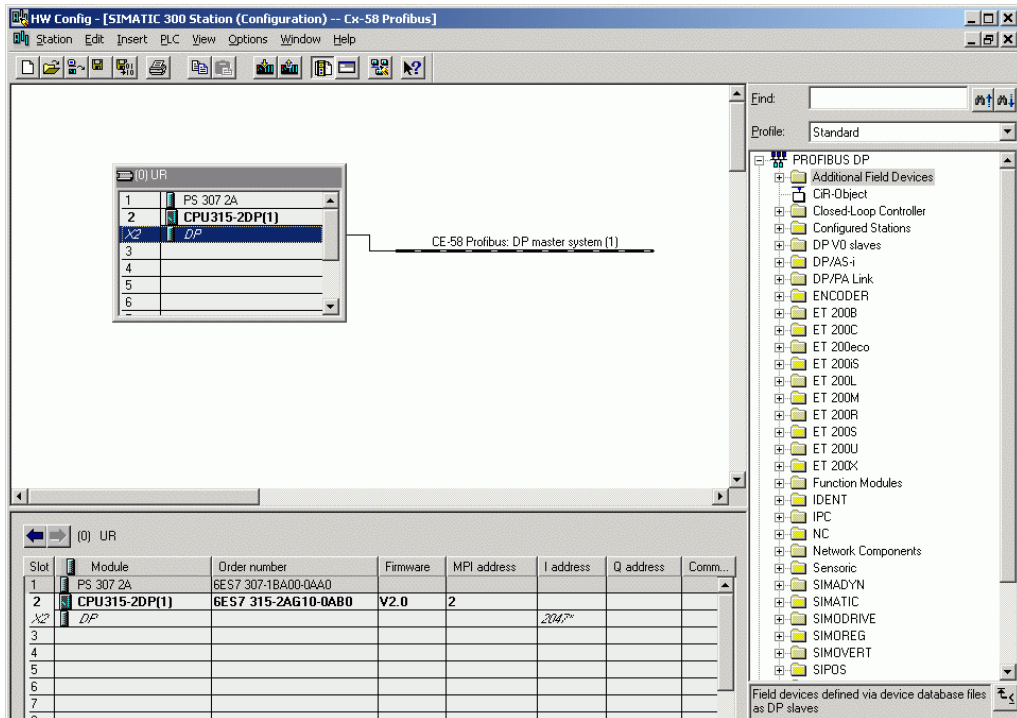 HW Config - [SIMATIC 300 Station (Configuration) -- Cx-58 Profibus]
Station Edit Insert PLC View Options Window Help
(0) UR
1 PS 307 2A
2 CPU315-2DP(1)
X2 DP
3
4
5
6
CE-58 Profibus: DP master system (1)
Find:
Profile: Standard
PROFIBUS DP
Additional Field Devices
CiR-Object
Closed-Loop Controller
Configured Stations
DP V0 slaves
DP/AS-i
DP/PA Link
ENCODER
ET 200B
ET 200C
ET 200eco
ET 200iS
ET 200L
ET 200M
ET 200R
ET 200S
ET 200U
ET 200X
Function Modules
IDENT
IPC
NC
Network Components
Sensoric
SIMADYN
SIMATIC
SIMODRIVE
SIMOREG
SIMOVERT
SIPOS
Field devices defined via device database files
as DP slaves
(0) UR
Slot Module Order number Firmware MPI address I address Q address Comm...
1 PS 307 2A 6ES7 307-1BA00-0AA0
2 CPU315-2DP(1) 6ES7 315-2AG10-0AB0 V2.0 2
X2 DP 2047*
3
4
5
6
7